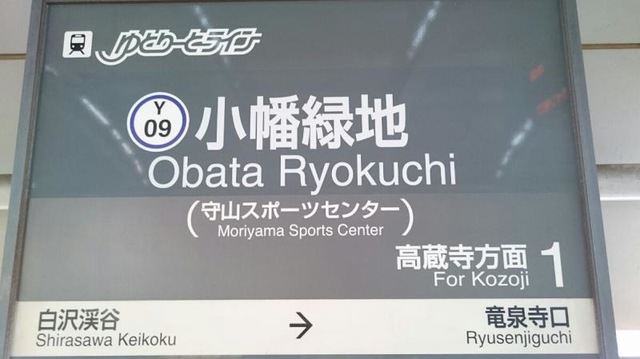 ゆとりーとライン
Y
09
小幡緑地
Obata Ryokuchi
(守山スポーツセンター)
Moriyama Sports Center
高蔵寺方面 1
For Kozoji
白沢渓谷 → 竜泉寺口
Shirasawa Keikoku Ryusenjiguchi